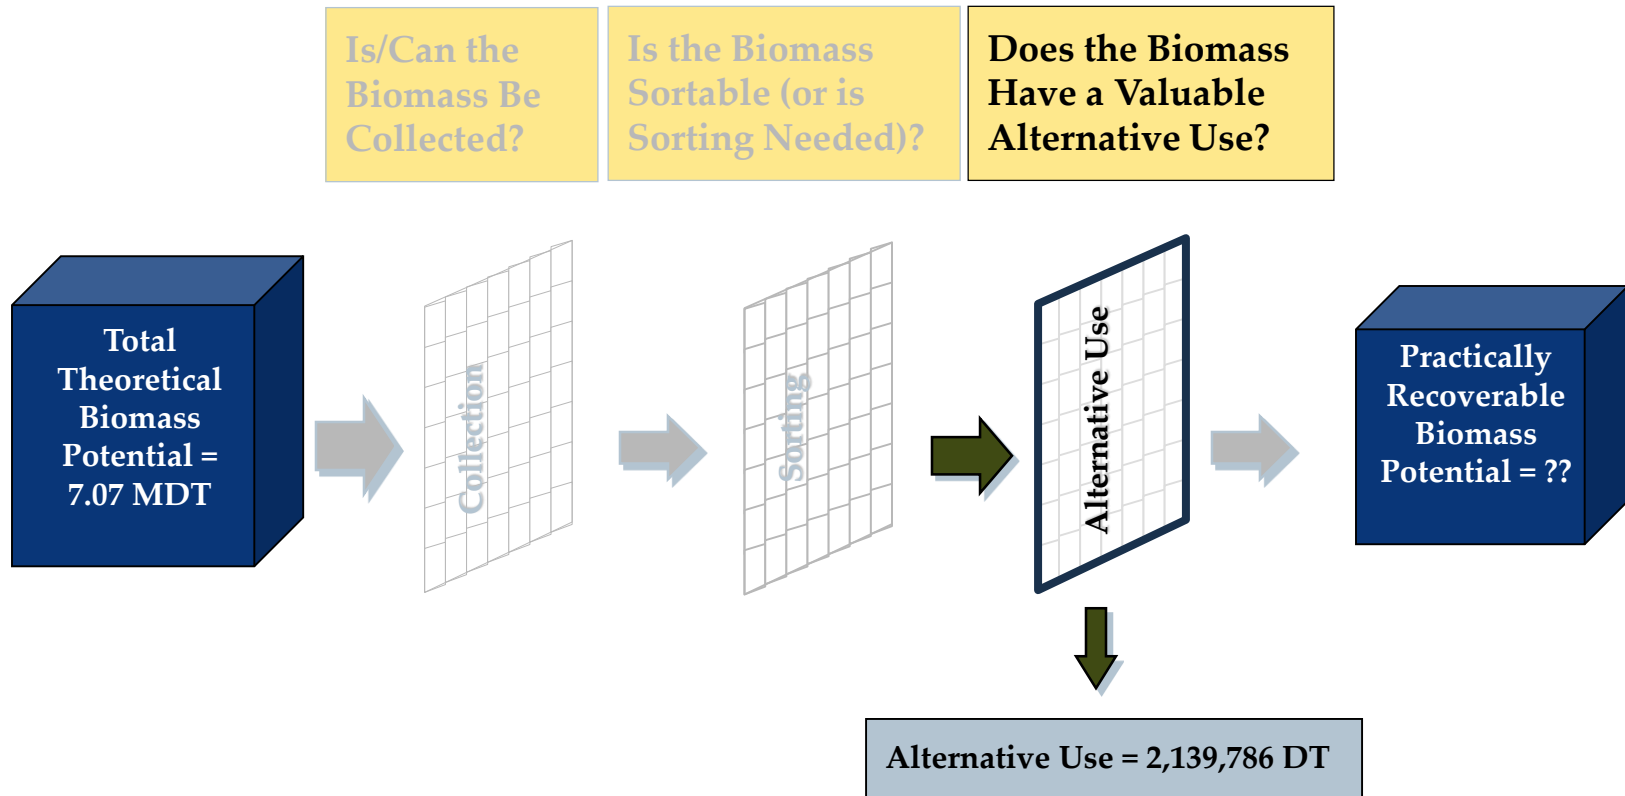 Is/Can the
Biomass Be
Collected?
Is the Biomass
Sortable (or is
Sorting Needed)?
Does the Biomass
Have a Valuable
Alternative Use?
Total
Theoretical
Biomass
Potential =
7.07 MDT
Collection
Sorting
Alternative Use
Practically
Recoverable
Biomass
Potential = ??
Alternative Use = 2,139,786 DT